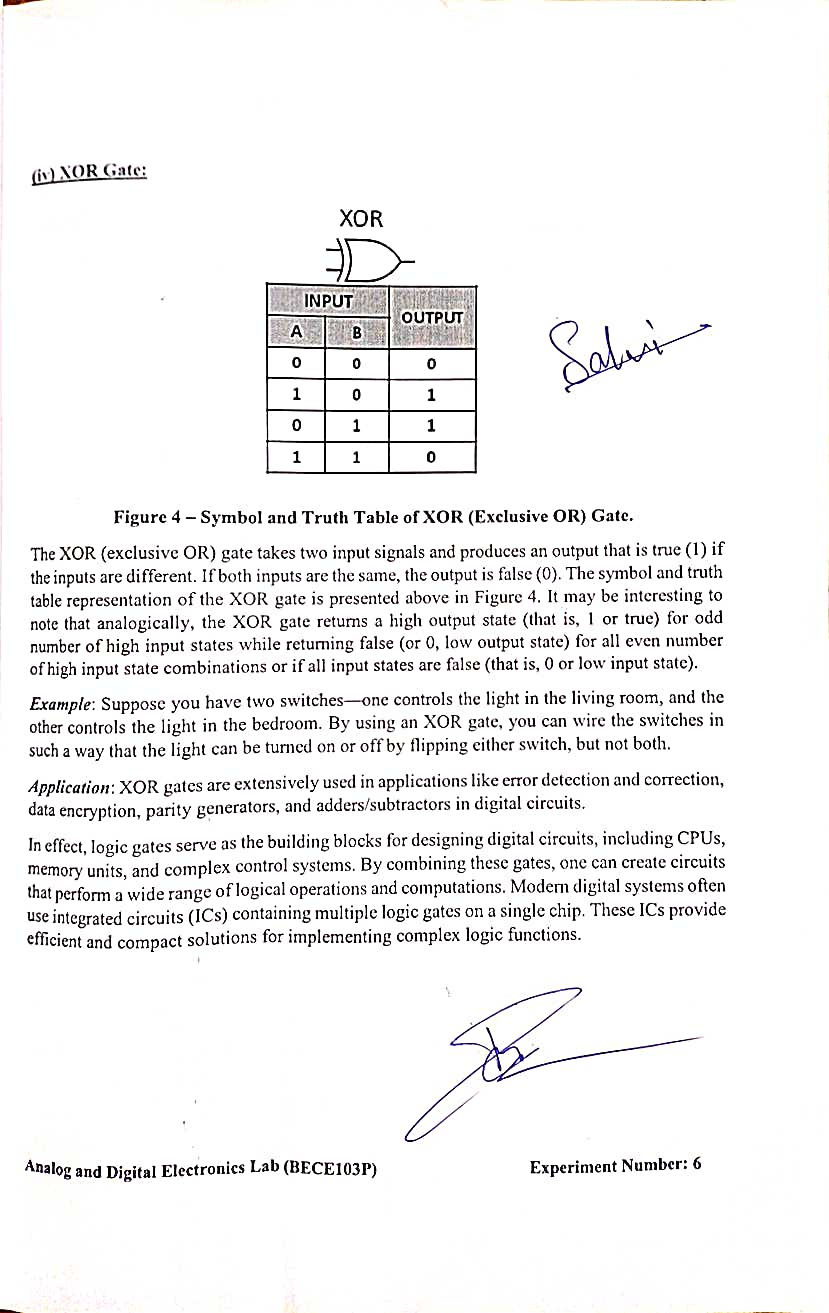 (iv) XOR Gate:
XOR
INPUT OUTPUT
A B
0 0 0
1 0 1
0 1 1
1 1 0
Figure 4 – Symbol and Truth Table of XOR (Exclusive OR) Gate.
The XOR (exclusive OR) gate takes two input signals and produces an output that is true (1) if
the inputs are different. If both inputs are the same, the output is false (0). The symbol and truth
table representation of the XOR gate is presented above in Figure 4. It may be interesting to
note that analogically, the XOR gate returns a high output state (that is, 1 or true) for odd
number of high input states while returning false (or 0, low output state) for all even number
of high input state combinations or if all input states are false (that is, 0 or low input state).
Example: Suppose you have two switches—one controls the light in the living room, and the
other controls the light in the bedroom. By using an XOR gate, you can wire the switches in
such a way that the light can be turned on or off by flipping either switch, but not both.
Application: XOR gates are extensively used in applications like error detection and correction,
data encryption, parity generators, and adders/subtractors in digital circuits.
In effect, logic gates serve as the building blocks for designing digital circuits, including CPUs,
memory units, and complex control systems. By combining these gates, one can create circuits
that perform a wide range of logical operations and computations. Modern digital systems often
use integrated circuits (ICs) containing multiple logic gates on a single chip. These ICs provide
efficient and compact solutions for implementing complex logic functions.
Analog and Digital Electronics Lab (BECE103P) Experiment Number: 6